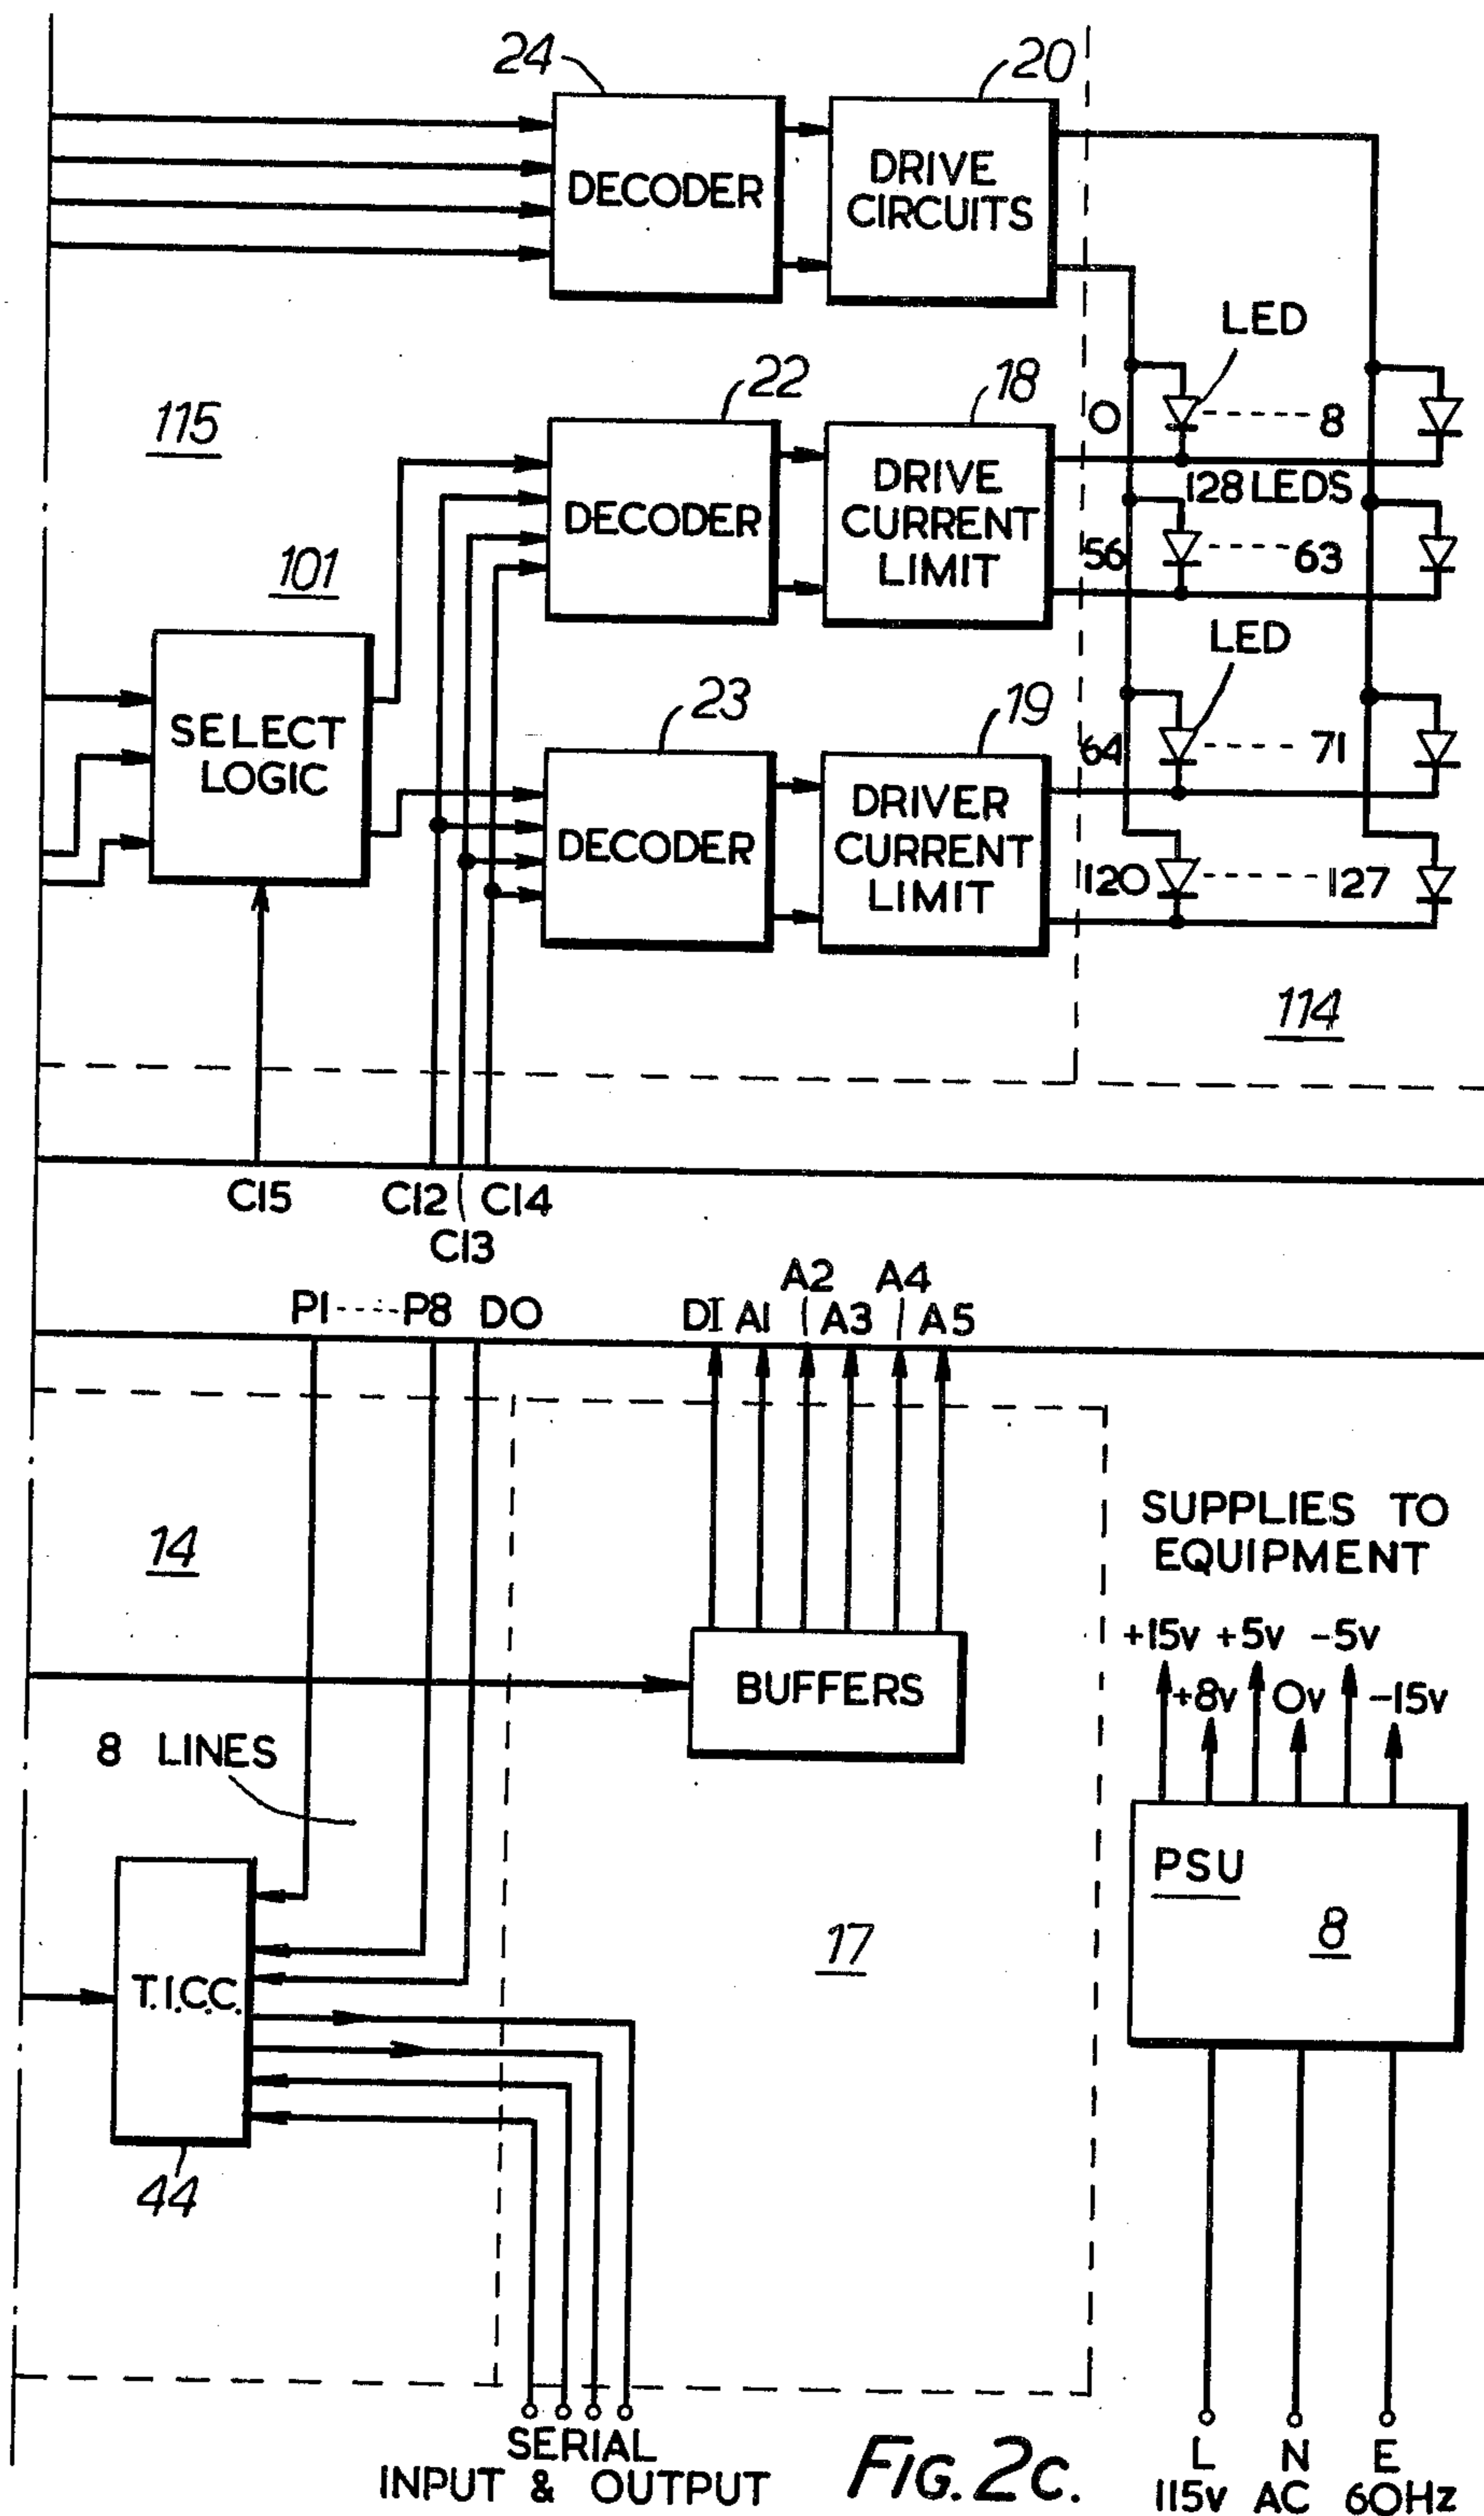 24
20
DECODER
DRIVE
CIRCUITS
LED
115
22
18
O
8
DECODER
DRIVE
CURRENT
LIMIT
128 LEDS
56
63
101
LED
SELECT
LOGIC
23
19
64
71
DECODER
DRIVER
CURRENT
LIMIT
120
127
114
C15
C12
C14
C13
P1
P8
DO
DI
A1
A2
A3
A4
A5
14
SUPPLIES TO
EQUIPMENT
+15v +5v -5v
+8v 0v -15v
BUFFERS
8 LINES
PSU
8
17
T.I.C.C.
44
SERIAL
INPUT & OUTPUT
FIG. 2c.
L N E
115v AC 60Hz